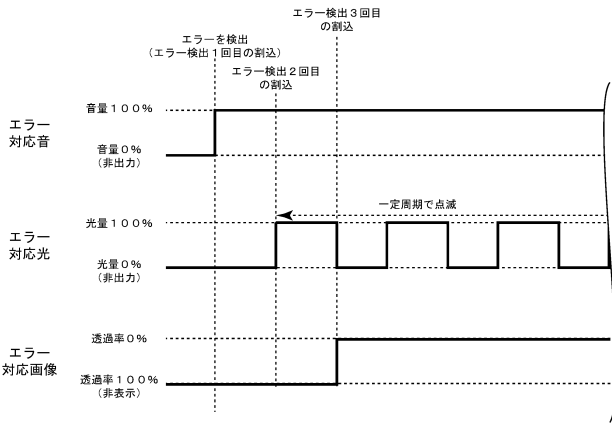 エラー検出３回目
の割込
エラーを検出
（エラー検出１回目の割込）
エラー検出２回目
の割込
エラー
対応音
音量１００％
音量０％
（非出力）
一定周期で点滅
エラー
対応光
光量１００％
光量０％
（非出力）
エラー
対応画像
透過率０％
透過率１００％
（非表示）